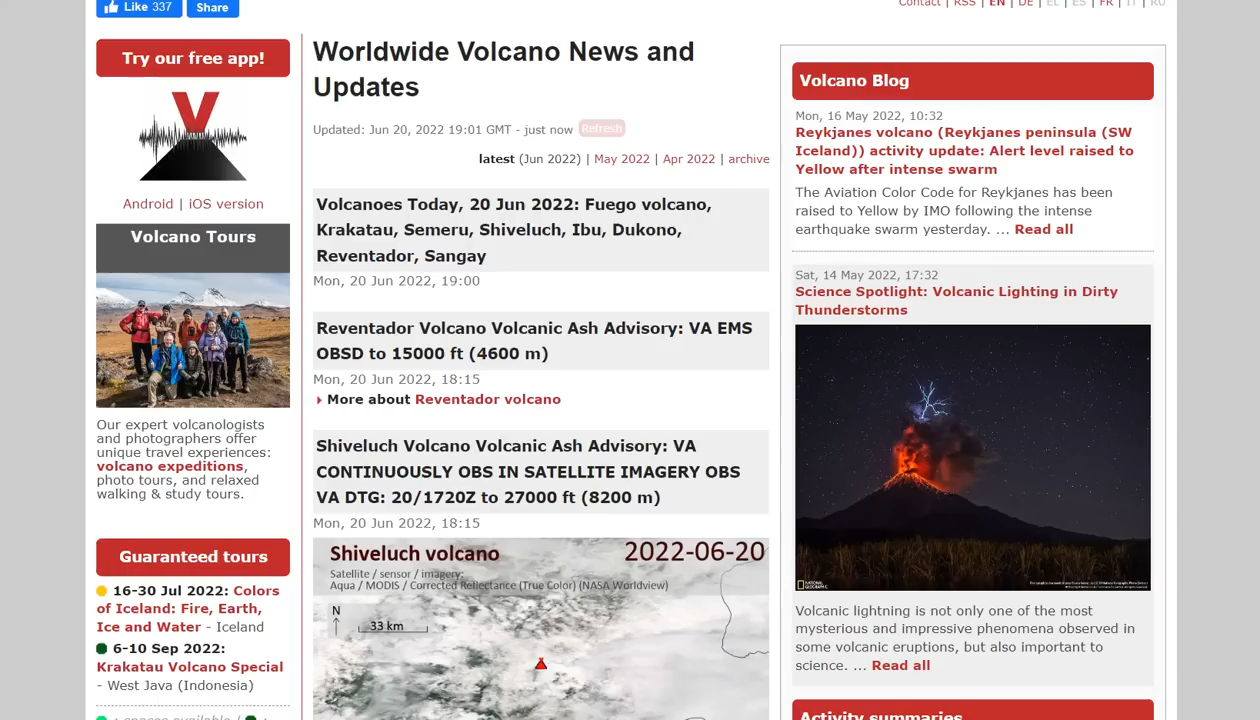 Like 337
Share
Contact | RSS | EN | DE | EL | ES | FR | IT | RU
Try our free app!
Android | iOS version
Volcano Tours
Our expert volcanologists
and photographers offer
unique travel experiences:
volcano expeditions,
photo tours, and relaxed
walking & study tours.
Guaranteed tours
16-30 Jul 2022: Colors
of Iceland: Fire, Earth,
Ice and Water - Iceland
6-10 Sep 2022:
Krakatau Volcano Special
- West Java (Indonesia)
: spaces available /
Worldwide Volcano News and
Updates
Updated: Jun 20, 2022 19:01 GMT - just now Refresh
latest (Jun 2022) | May 2022 | Apr 2022 | archive
Volcanoes Today, 20 Jun 2022: Fuego volcano,
Krakatau, Semeru, Shiveluch, Ibu, Dukono,
Reventador, Sangay
Mon, 20 Jun 2022, 19:00
Reventador Volcano Volcanic Ash Advisory: VA EMS
OBSD to 15000 ft (4600 m)
Mon, 20 Jun 2022, 18:15
More about Reventador volcano
Shiveluch Volcano Volcanic Ash Advisory: VA
CONTINUOUSLY OBS IN SATELLITE IMAGERY OBS
VA DTG: 20/1720Z to 27000 ft (8200 m)
Mon, 20 Jun 2022, 18:15
Shiveluch volcano 2022-06-20
Satellite / sensor / imagery:
Aqua / MODIS / Corrected Reflectance (True Color) (NASA Worldview)
N
33 km
Volcano Blog
Mon, 16 May 2022, 10:32
Reykjanes volcano (Reykjanes peninsula (SW
Iceland)) activity update: Alert level raised to
Yellow after intense swarm
The Aviation Color Code for Reykjanes has been
raised to Yellow by IMO following the intense
earthquake swarm yesterday. ... Read all
Sat, 14 May 2022, 17:32
Science Spotlight: Volcanic Lighting in Dirty
Thunderstorms
NATIONAL
GEOGRAPHIC
Volcanic lightning is not only one of the most
mysterious and impressive phenomena observed in
some volcanic eruptions, but also important to
science. ... Read all
Activity summaries